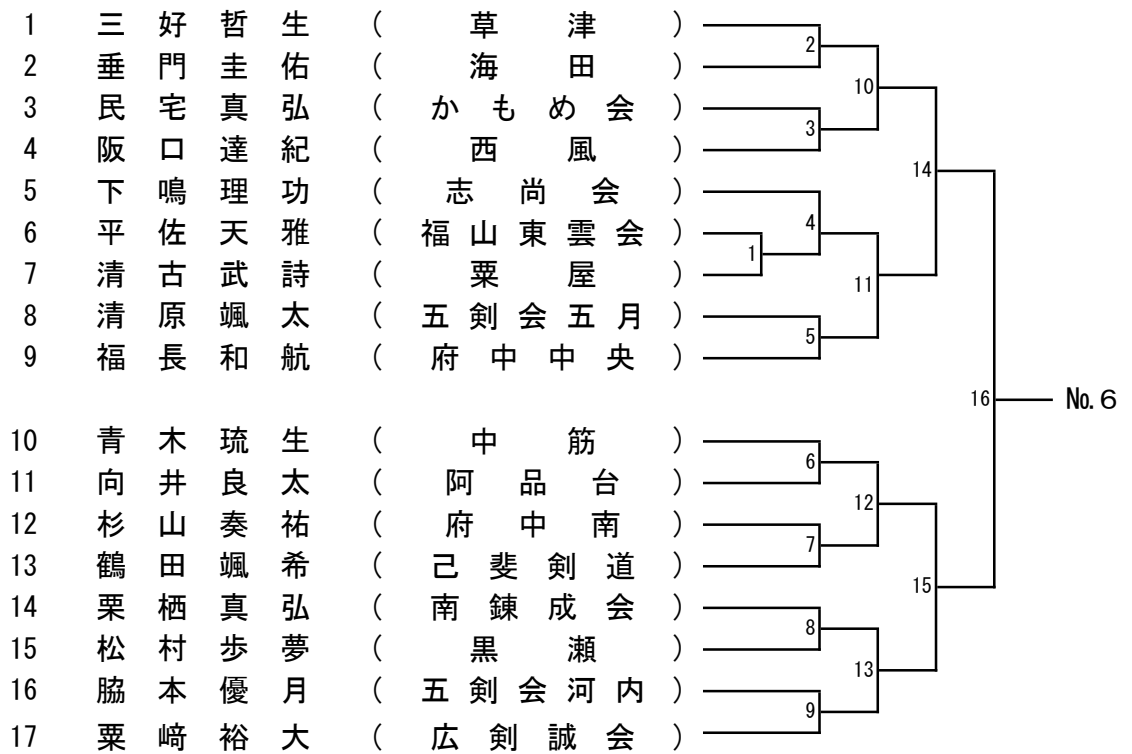 1 三好哲生 (草津)
2 垂門圭佑 (海田)
3 民宅真弘 (かもめ会)
4 阪口達紀 (西風)
5 下鳴理功 (志尚会)
6 平佐天雅 (福山東雲会)
7 清古武詩 (粟屋)
8 清原颯太 (五剣会五月)
9 福長和航 (府中中央)
10 青木琉生 (中筋)
11 向井良太 (阿品台)
12 杉山奏祐 (府中南)
13 鶴田颯希 (己斐剣道)
14 栗栖真弘 (南錬成会)
15 松村歩夢 (黒瀬)
16 脇本優月 (五剣会河内)
17 粟﨑裕大 (広剣誠会)
2
10
3
14
4
1
11
5
16
№6
6
12
7
15
8
13
9